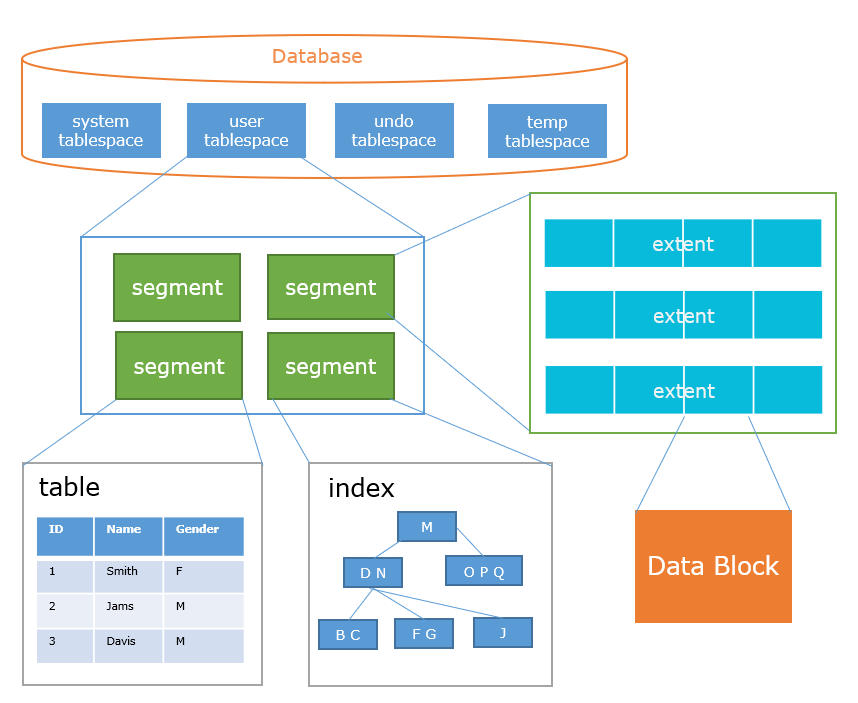 Database
system
tablespace
user
tablespace
undo
tablespace
temp
tablespace
segment
segment
segment
segment
extent
extent
extent
Data Block
table
ID Name Gender
1 Smith F
2 Jams M
3 Davis M
index
M
D N
O P Q
B C
F G
J